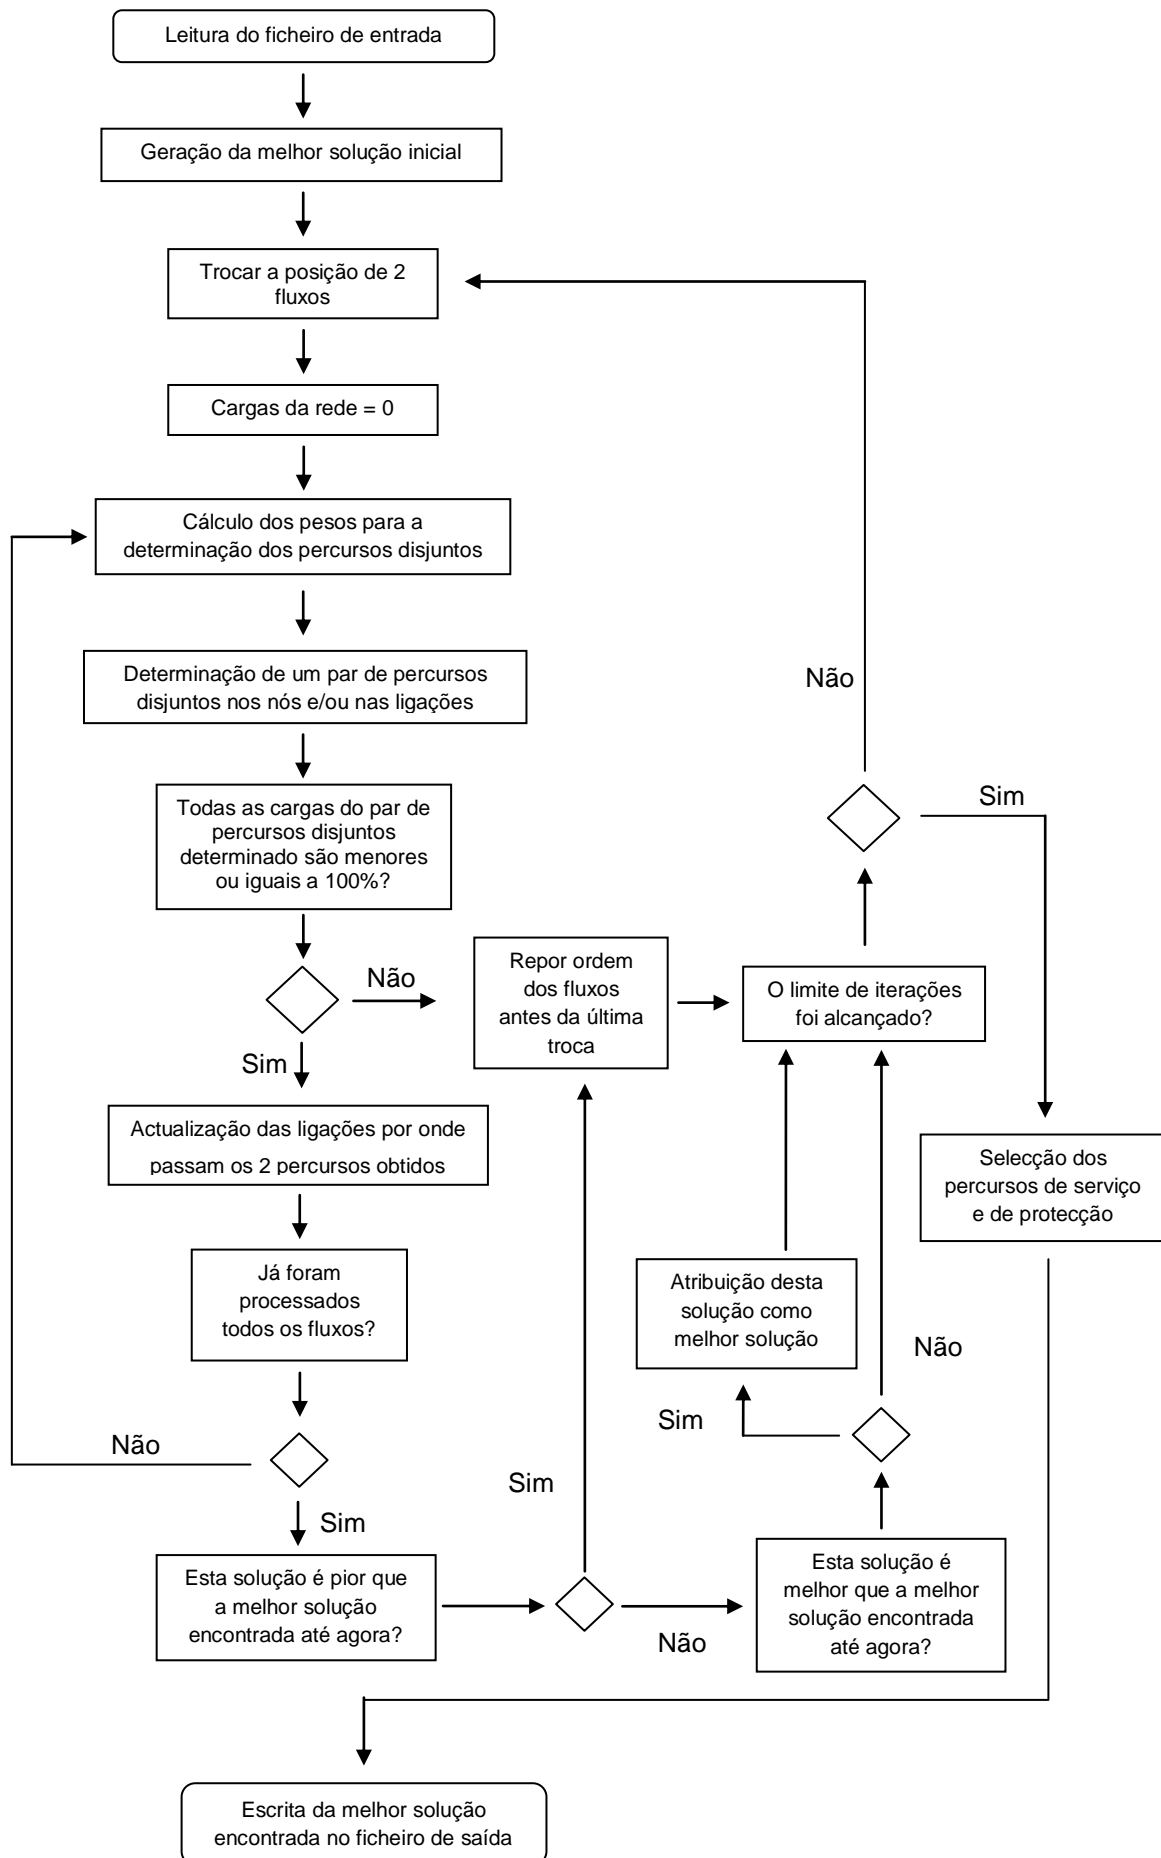 Leitura do ficheiro de entrada
Geração da melhor solução inicial
Trocar a posição de 2
fluxos
Cargas da rede = 0
Cálculo dos pesos para a
determinação dos percursos disjuntos
Determinação de um par de percursos
disjuntos nos nós e/ou nas ligações
Não
Todas as cargas do par de
percursos disjuntos
determinado são menores
ou iguais a 100%?
Sim
Não
Repor ordem
dos fluxos
antes da última
troca
O limite de iterações
foi alcançado?
Sim
Actualização das ligações por onde
passam os 2 percursos obtidos
Selecção dos
percursos de serviço
e de protecção
Já foram
processados
todos os fluxos?
Atribuição desta
solução como
melhor solução
Não
Sim
Não
Sim
Sim
Esta solução é pior que
a melhor solução
encontrada até agora?
Não
Esta solução é
melhor que a melhor
solução encontrada
até agora?
Escrita da melhor solução
encontrada no ficheiro de saída